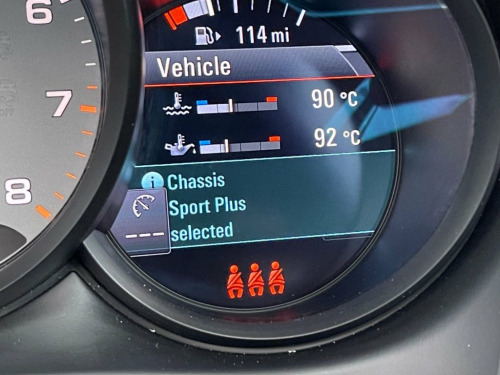 6
114 mi
Vehicle
7
90 °C
92 °C
8
i Chassis
Sport Plus
--- selected